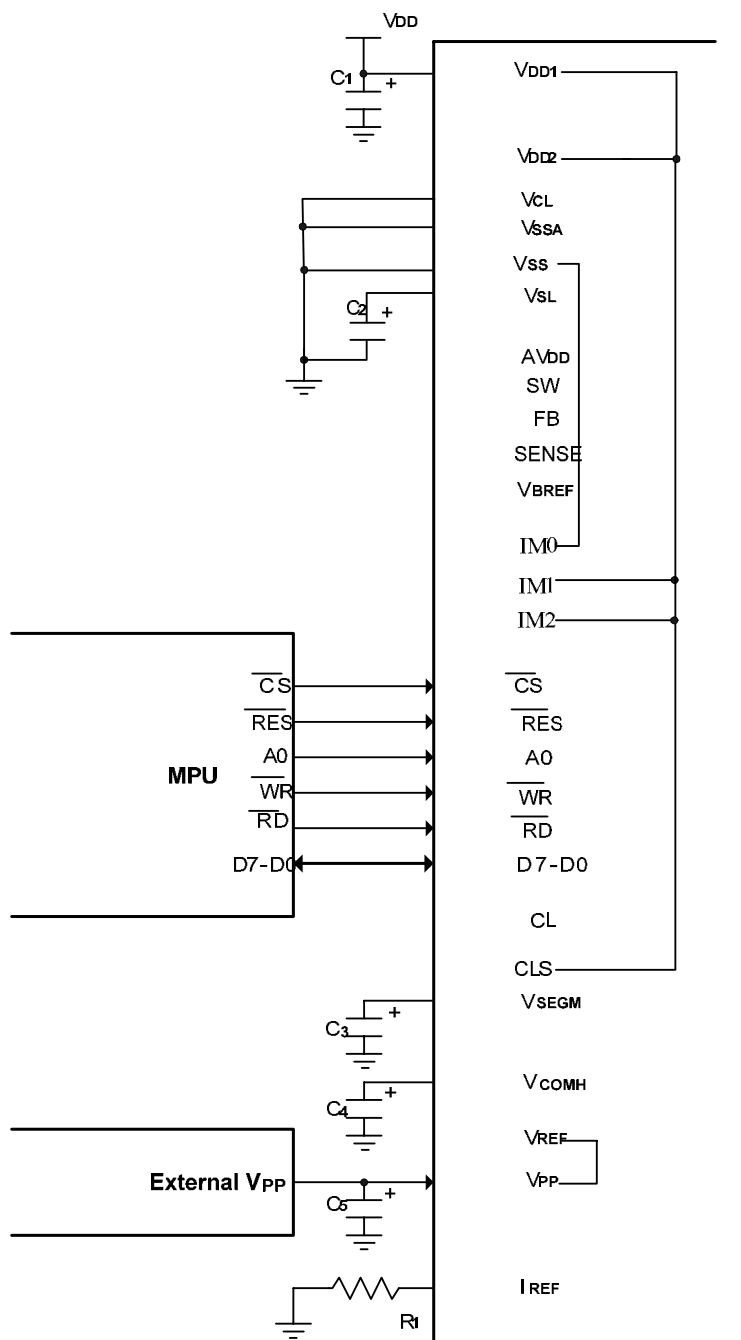 VDD
C1 +
VDD1
VDD2
VCL
VSSA
VSS
VSL
C2 +
AVDD
SW
FB
SENSE
VBREF
IM0
IM1
IM2
CS CS
RES RES
A0 A0
MPU
WR WR
RD RD
D7-D0 D7-D0
CL
CLS
VSEGM
C3 +
VCOMH
C4 +
VREF
External VPP VPP
C5 +
IREF
R1